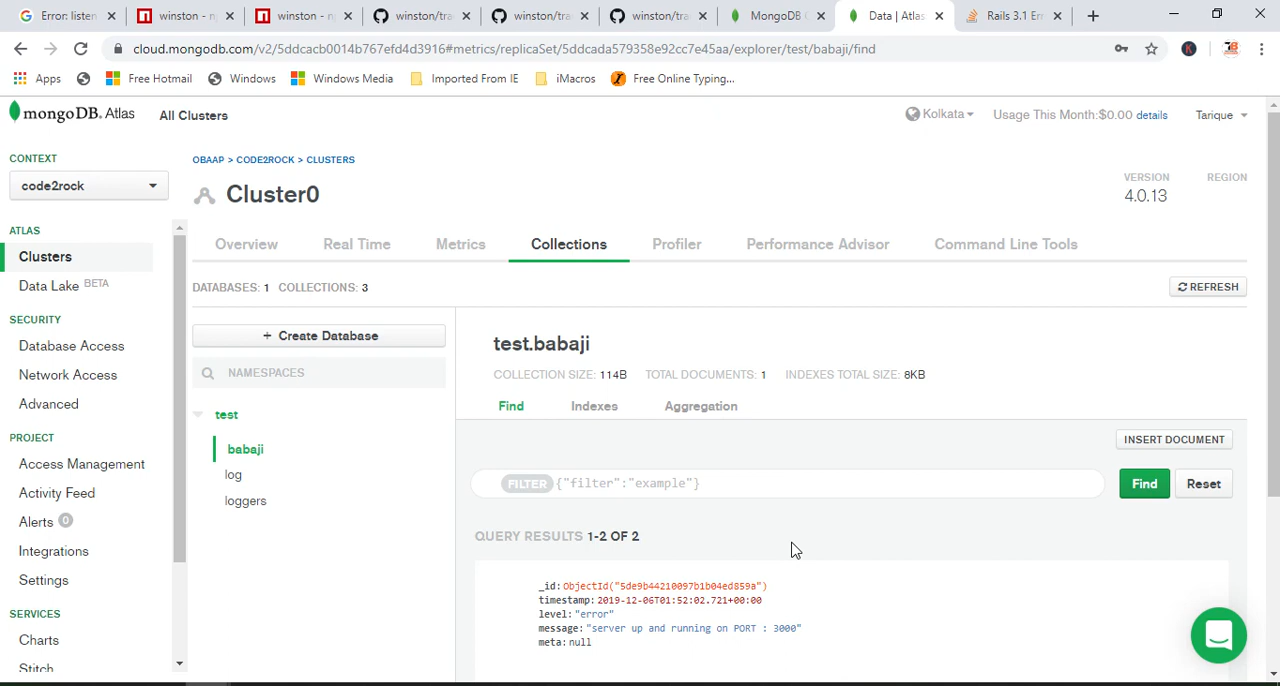 Error: listen
winston - n
winston - n
winston/tra
winston/tra
winston/tra
MongoDB
Data | Atlas
Rails 3.1 Er
cloud.mongodb.com/v2/5ddcacb0014b767efd4d3916#metrics/replicaSet/5ddcada579358e92cc7e45aa/explorer/test/babaji/find
Apps
Free Hotmail
Windows
Windows Media
Imported From IE
iMacros
Free Online Typing...
mongoDB. Atlas
All Clusters
Kolkata
Usage This Month:$0.00 details
Tarique
CONTEXT
code2rock
OBAAP > CODE2ROCK > CLUSTERS
Cluster0
VERSION
4.0.13
REGION
ATLAS
Clusters
Data Lake BETA
SECURITY
Database Access
Network Access
Advanced
PROJECT
Access Management
Activity Feed
Alerts 0
Integrations
Settings
SERVICES
Charts
Stitch
Overview
Real Time
Metrics
Collections
Profiler
Performance Advisor
Command Line Tools
DATABASES: 1 COLLECTIONS: 3
REFRESH
+ Create Database
NAMESPACES
test
babaji
log
loggers
test.babaji
COLLECTION SIZE: 114B TOTAL DOCUMENTS: 1 INDEXES TOTAL SIZE: 8KB
Find
Indexes
Aggregation
INSERT DOCUMENT
FILTER {"filter":"example"}
Find
Reset
QUERY RESULTS 1-2 OF 2
_id: ObjectId("5de9b44210097b1b04ed859a")
timestamp: 2019-12-06T01:52:02.721+00:00
level: "error"
message: "server up and running on PORT : 3000"
meta: null